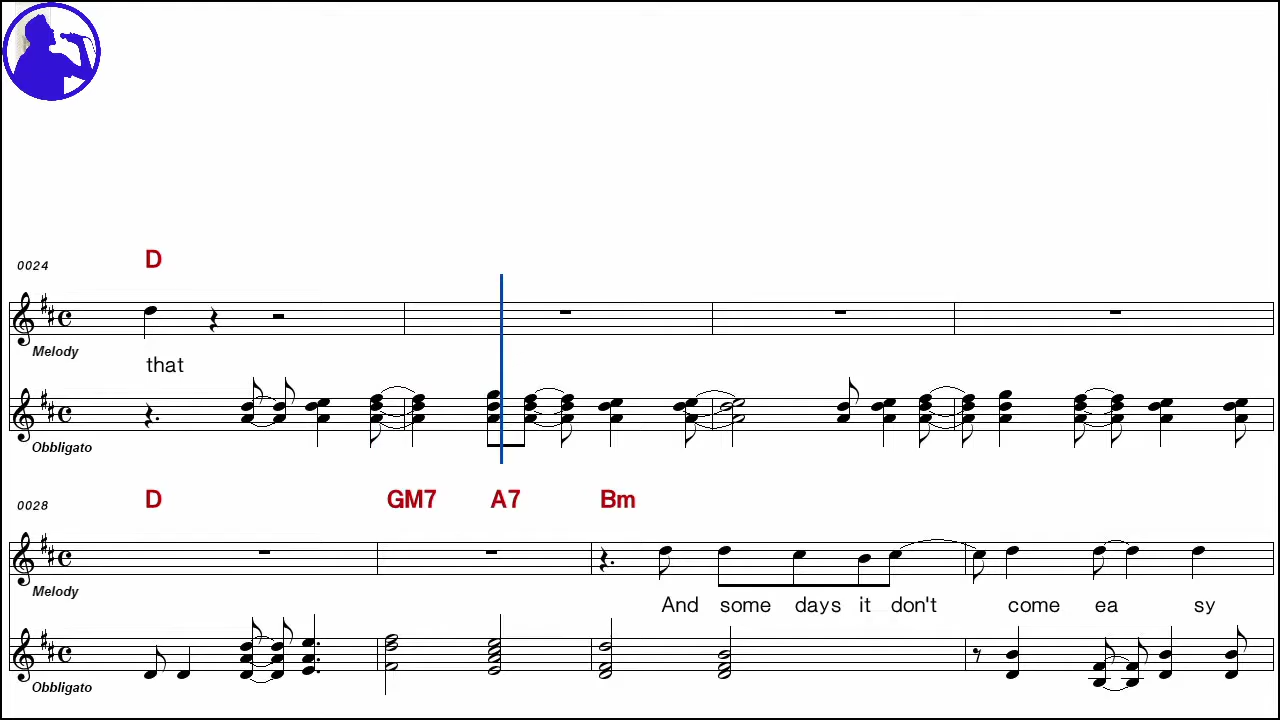 D
0024
Melody
that
Obbligato
D GM7 A7 Bm
0028
Melody
And some days it don't come ea sy
Obbligato